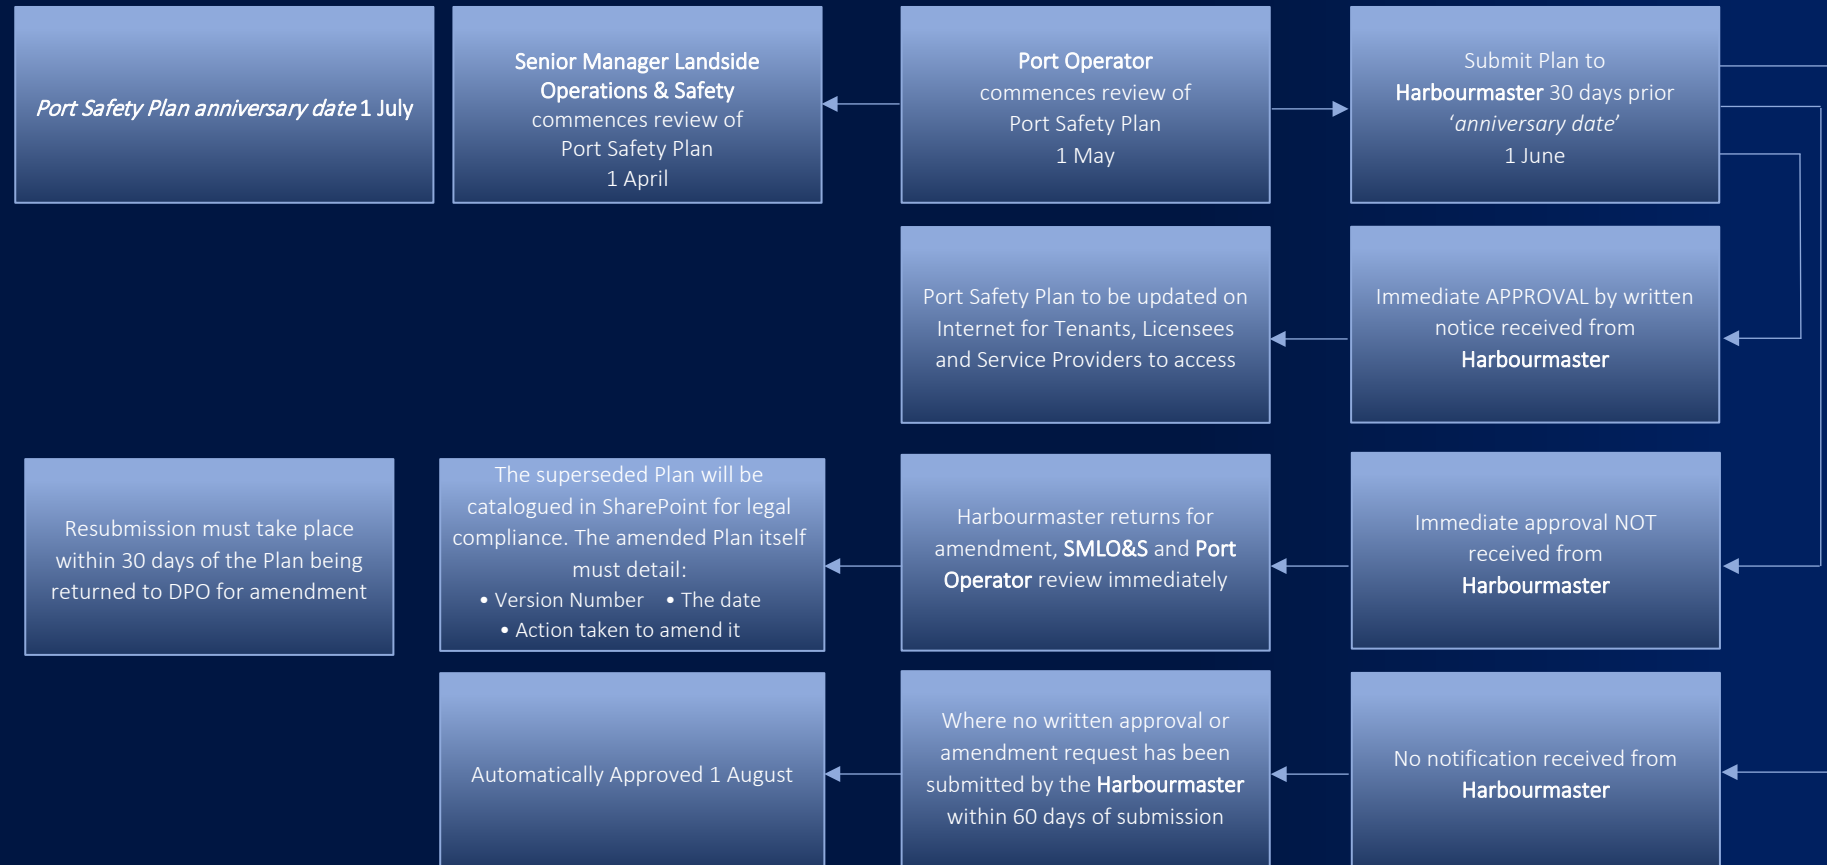 Port Safety Plan anniversary date 1 July
Senior Manager Landside
Operations & Safety
commences review of
Port Safety Plan
1 April
Port Operator
commences review of
Port Safety Plan
1 May
Submit Plan to
Harbourmaster 30 days prior
‘anniversary date’
1 June
Port Safety Plan to be updated on
Internet for Tenants, Licensees
and Service Providers to access
Immediate APPROVAL by written
notice received from
Harbourmaster
Resubmission must take place
within 30 days of the Plan being
returned to DPO for amendment
The superseded Plan will be
catalogued in SharePoint for legal
compliance. The amended Plan itself
must detail:
• Version Number • The date
• Action taken to amend it
Harbourmaster returns for
amendment, SMLO&S and Port
Operator review immediately
Immediate approval NOT
received from
Harbourmaster
Automatically Approved 1 August
Where no written approval or
amendment request has been
submitted by the Harbourmaster
within 60 days of submission
No notification received from
Harbourmaster